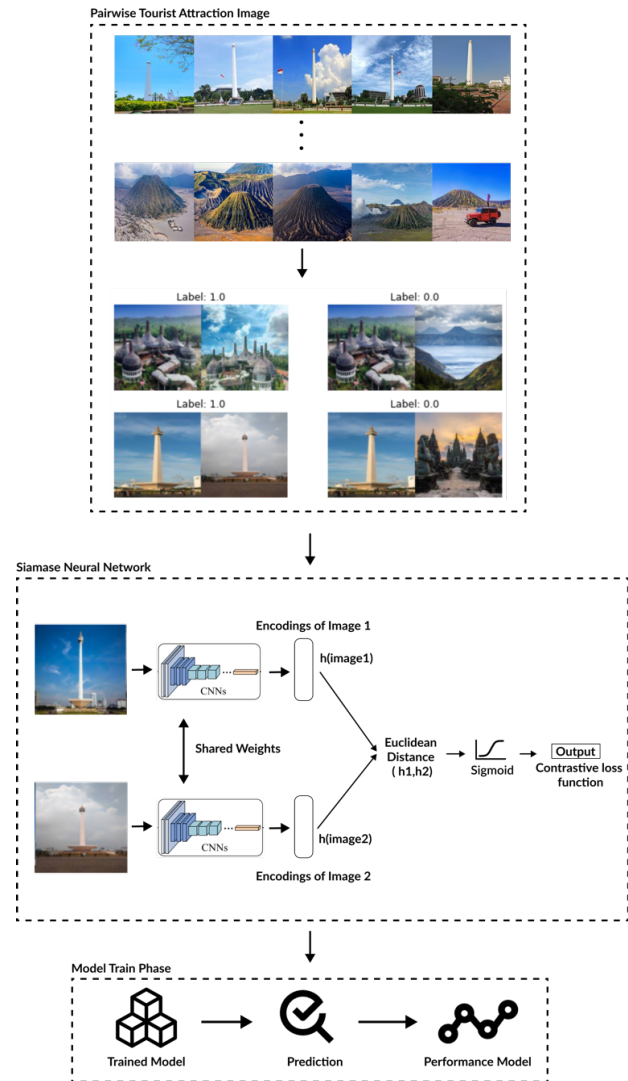 Pairwise Tourist Attraction Image
Label: 1.0
Label: 0.0
Label: 1.0
Label: 0.0
Siamase Neural Network
Encodings of Image 1
h(image1)
CNNs
Shared Weights
Euclidean
Distance
( h1,h2)
Sigmoid
Output
Contrastive loss
function
CNNs
h(image2)
Encodings of Image 2
Model Train Phase
Trained Model
Prediction
Performance Model